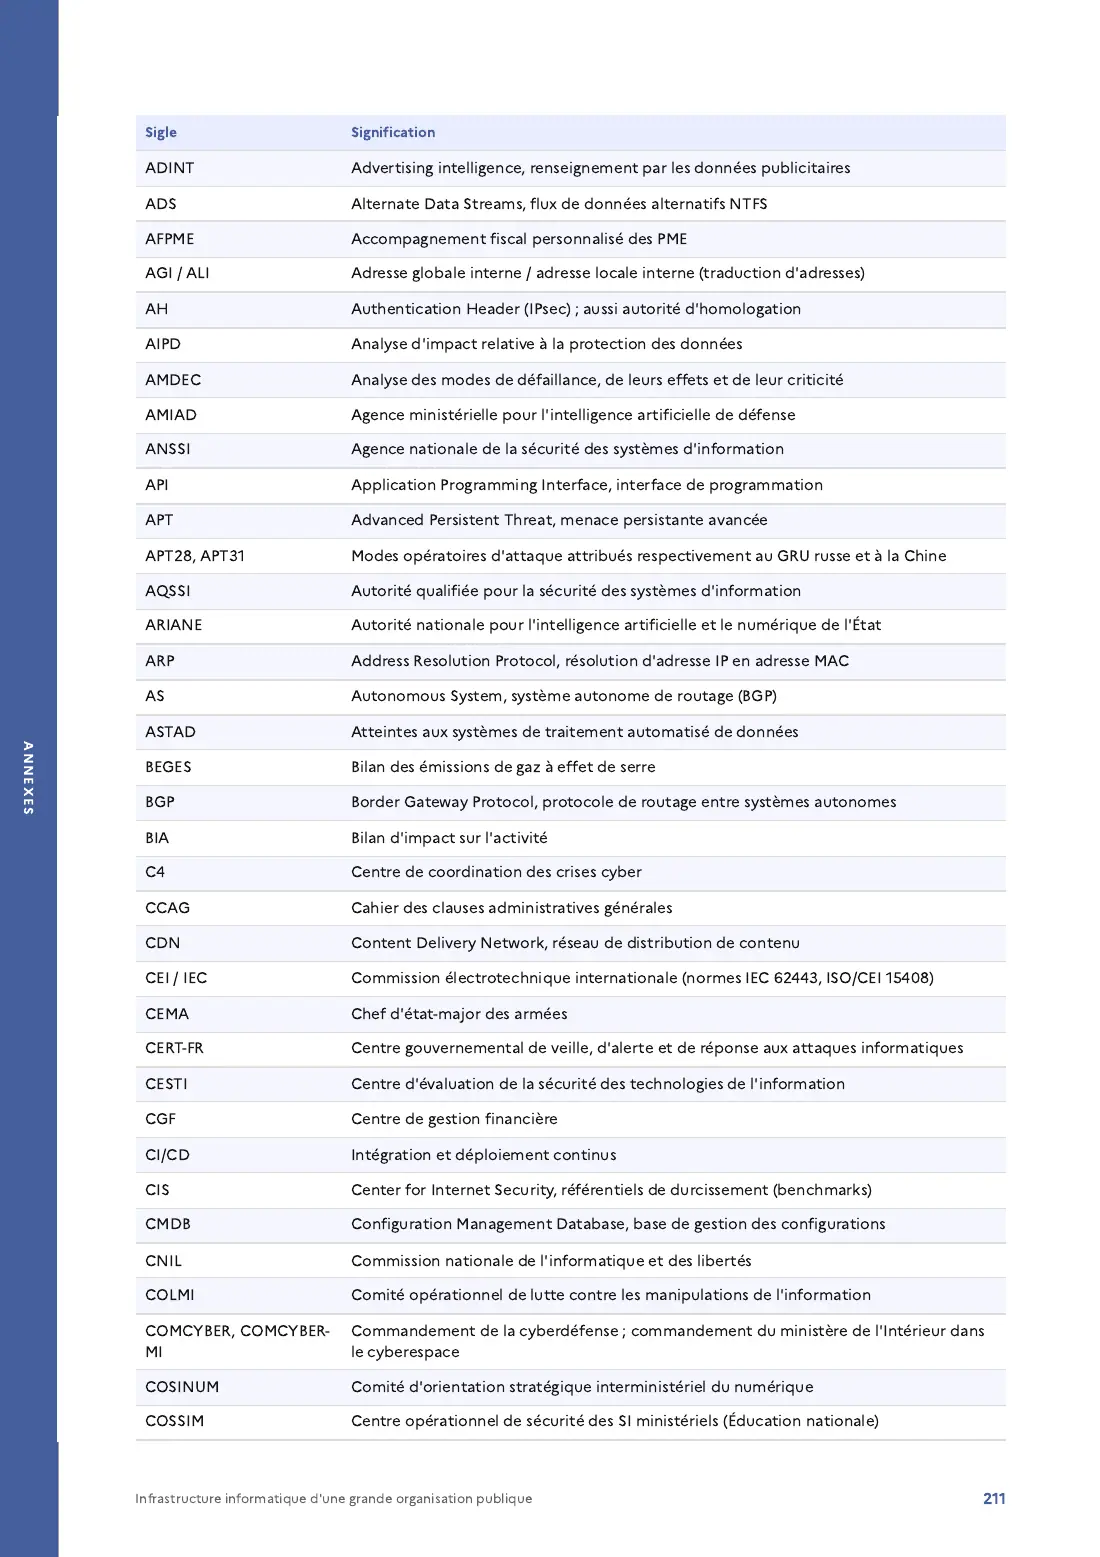 Sigle Signification
ADINT Advertising intelligence, renseignement par les données publicitaires
ADS Alternate Data Streams, flux de données alternatifs NTFS
AFPME Accompagnement fiscal personnalisé des PME
AGI / ALI Adresse globale interne / adresse locale interne (traduction d'adresses)
AH Authentication Header (IPsec) ; aussi autorité d'homologation
AIPD Analyse d'impact relative à la protection des données
AMDEC Analyse des modes de défaillance, de leurs effets et de leur criticité
AMIAD Agence ministérielle pour l'intelligence artificielle de défense
ANSSI Agence nationale de la sécurité des systèmes d'information
API Application Programming Interface, interface de programmation
APT Advanced Persistent Threat, menace persistante avancée
APT28, APT31 Modes opératoires d'attaque attribués respectivement au GRU russe et à la Chine
AQSSI Autorité qualifiée pour la sécurité des systèmes d'information
ARIANE Autorité nationale pour l'intelligence artificielle et le numérique de l'État
ARP Address Resolution Protocol, résolution d'adresse IP en adresse MAC
AS Autonomous System, système autonome de routage (BGP)
ASTAD Atteintes aux systèmes de traitement automatisé de données
BEGES Bilan des émissions de gaz à effet de serre
BGP Border Gateway Protocol, protocole de routage entre systèmes autonomes
BIA Bilan d'impact sur l'activité
C4 Centre de coordination des crises cyber
CCAG Cahier des clauses administratives générales
CDN Content Delivery Network, réseau de distribution de contenu
CEI / IEC Commission électrotechnique internationale (normes IEC 62443, ISO/CEI 15408)
CEMA Chef d'état-major des armées
CERT-FR Centre gouvernemental de veille, d'alerte et de réponse aux attaques informatiques
CESTI Centre d'évaluation de la sécurité des technologies de l'information
CGF Centre de gestion financière
CI/CD Intégration et déploiement continus
CIS Center for Internet Security, référentiels de durcissement (benchmarks)
CMDB Configuration Management Database, base de gestion des configurations
CNIL Commission nationale de l'informatique et des libertés
COLMI Comité opérationnel de lutte contre les manipulations de l'information
COMCYBER, COMCYBER- Commandement de la cyberdéfense ; commandement du ministère de l'Intérieur dans
MI le cyberespace
COSINUM Comité d'orientation stratégique interministériel du numérique
COSSIM Centre opérationnel de sécurité des SI ministériels (Éducation nationale)
ANNEXES
Infrastructure informatique d'une grande organisation publique 211